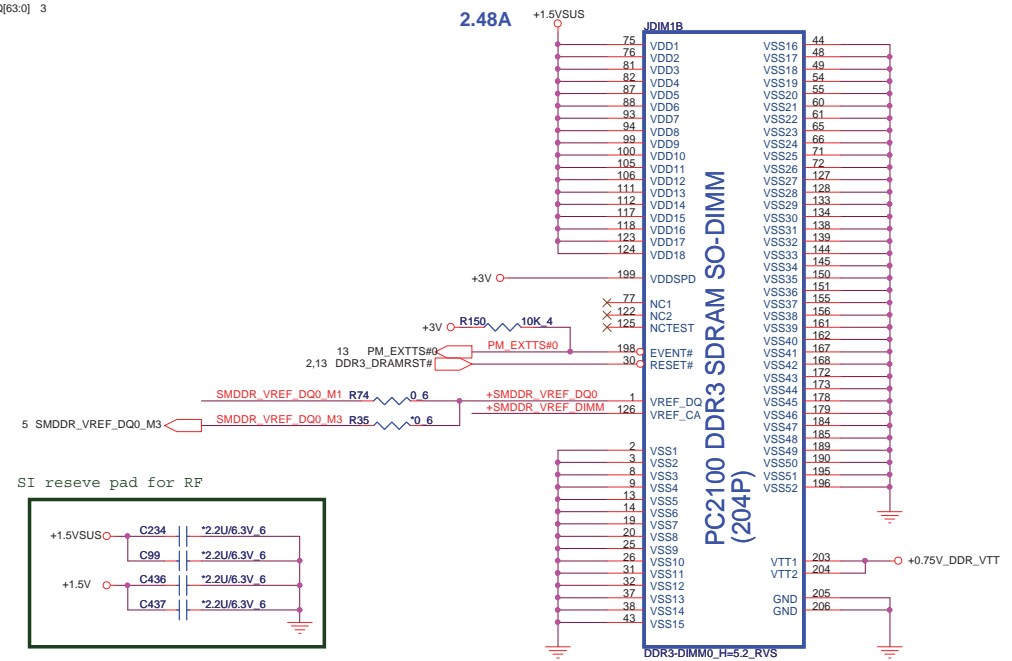 Q[63:0] 3
2.48A
+1.5VSUS
JDIM1B
75 VDD1
76 VDD2
81 VDD3
82 VDD4
87 VDD5
88 VDD6
93 VDD7
94 VDD8
99 VDD9
100 VDD10
105 VDD11
106 VDD12
111 VDD13
112 VDD14
117 VDD15
118 VDD16
123 VDD17
124 VDD18
+3V 199 VDDSPD
77 NC1
122 NC2
125 NCTEST
+3V R150 10K_4
13 PM_EXTTS#0 PM_EXTTS#0 198 EVENT#
2,13 DDR3_DRAMRST# 30 RESET#
SMDDR_VREF_DQ0_M1 R74 0_6 +SMDDR_VREF_DQ0 1 VREF_DQ
+SMDDR_VREF_DIMM 126 VREF_CA
5 SMDDR_VREF_DQ0_M3 SMDDR_VREF_DQ0_M3 R35 *0_6
2 VSS1
3 VSS2
8 VSS3
9 VSS4
13 VSS5
14 VSS6
19 VSS7
20 VSS8
25 VSS9
26 VSS10
31 VSS11
32 VSS12
37 VSS13
38 VSS14
43 VSS15
PC2100 DDR3 SDRAM SO-DIMM
(204P)
VSS16 44
VSS17 48
VSS18 49
VSS19 54
VSS20 55
VSS21 60
VSS22 61
VSS23 65
VSS24 66
VSS25 71
VSS26 72
VSS27 127
VSS28 128
VSS29 133
VSS30 134
VSS31 138
VSS32 139
VSS33 144
VSS34 145
VSS35 150
VSS36 151
VSS37 155
VSS38 156
VSS39 161
VSS40 162
VSS41 167
VSS42 168
VSS43 172
VSS44 173
VSS45 178
VSS46 179
VSS47 184
VSS48 185
VSS49 189
VSS50 190
VSS51 195
VSS52 196
VTT1 203 +0.75V_DDR_VTT
VTT2 204
GND 205
GND 206
DDR3-DIMM0_H=5.2_RVS
SI reseve pad for RF
+1.5VSUS C234 *2.2U/6.3V_6
C99 *2.2U/6.3V_6
+1.5V C436 *2.2U/6.3V_6
C437 *2.2U/6.3V_6